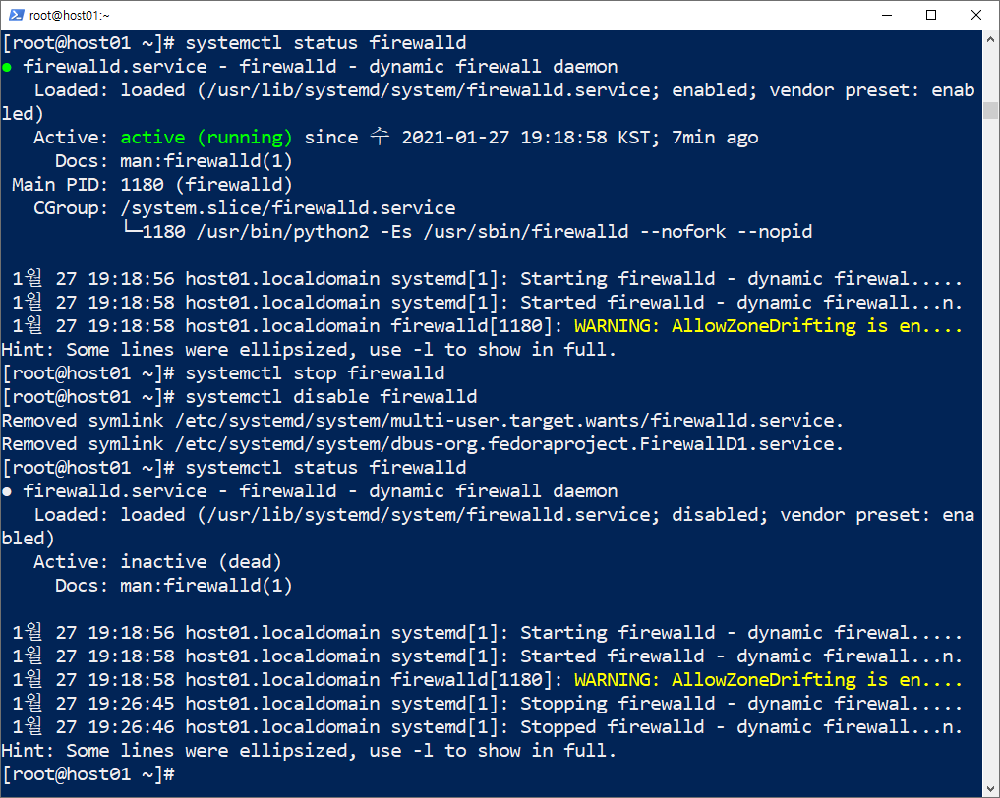 root@host01:~
[root@host01 ~]# systemctl status firewalld
● firewalld.service - firewalld - dynamic firewall daemon
   Loaded: loaded (/usr/lib/systemd/system/firewalld.service; enabled; vendor preset: enab
led)
   Active: active (running) since 수 2021-01-27 19:18:58 KST; 7min ago
     Docs: man:firewalld(1)
 Main PID: 1180 (firewalld)
   CGroup: /system.slice/firewalld.service
           └─1180 /usr/bin/python2 -Es /usr/sbin/firewalld --nofork --nopid

 1월 27 19:18:56 host01.localdomain systemd[1]: Starting firewalld - dynamic firewal.....
 1월 27 19:18:58 host01.localdomain systemd[1]: Started firewalld - dynamic firewall...n.
 1월 27 19:18:58 host01.localdomain firewalld[1180]: WARNING: AllowZoneDrifting is en....
Hint: Some lines were ellipsized, use -l to show in full.
[root@host01 ~]# systemctl stop firewalld
[root@host01 ~]# systemctl disable firewalld
Removed symlink /etc/systemd/system/multi-user.target.wants/firewalld.service.
Removed symlink /etc/systemd/system/dbus-org.fedoraproject.FirewallD1.service.
[root@host01 ~]# systemctl status firewalld
● firewalld.service - firewalld - dynamic firewall daemon
   Loaded: loaded (/usr/lib/systemd/system/firewalld.service; disabled; vendor preset: ena
bled)
   Active: inactive (dead)
     Docs: man:firewalld(1)

 1월 27 19:18:56 host01.localdomain systemd[1]: Starting firewalld - dynamic firewal.....
 1월 27 19:18:58 host01.localdomain systemd[1]: Started firewalld - dynamic firewall...n.
 1월 27 19:18:58 host01.localdomain firewalld[1180]: WARNING: AllowZoneDrifting is en....
 1월 27 19:26:45 host01.localdomain systemd[1]: Stopping firewalld - dynamic firewal.....
 1월 27 19:26:46 host01.localdomain systemd[1]: Stopped firewalld - dynamic firewall...n.
Hint: Some lines were ellipsized, use -l to show in full.
[root@host01 ~]#